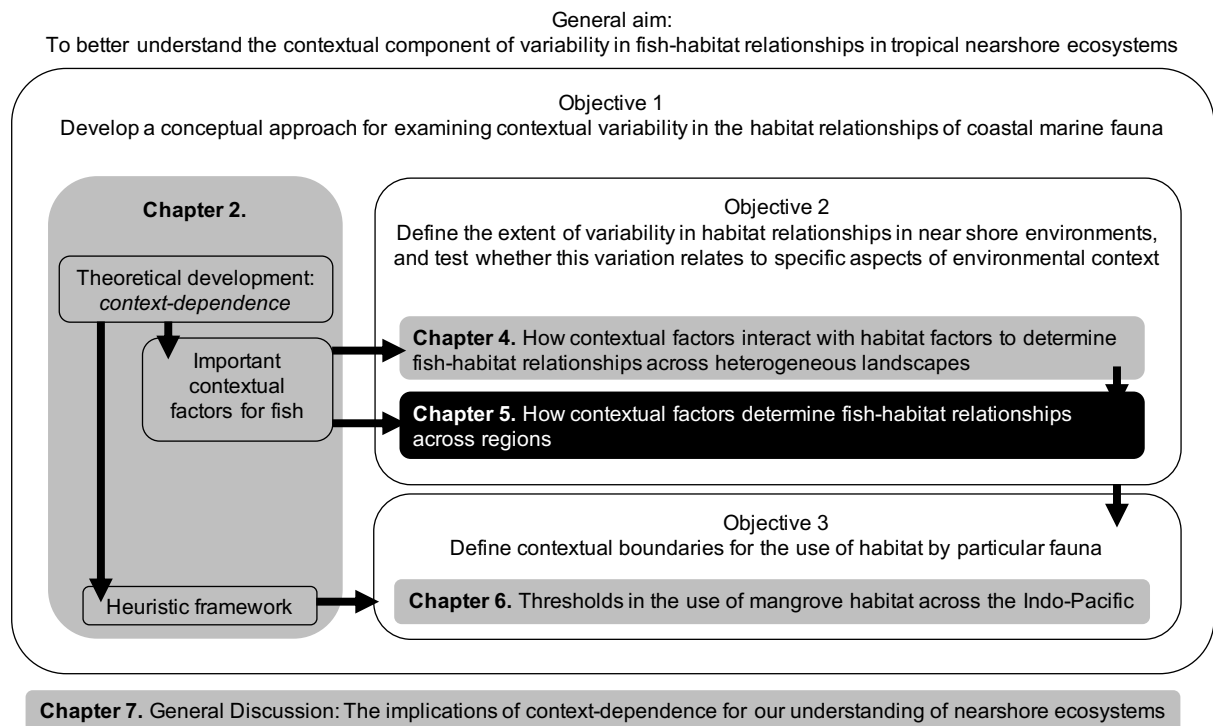 General aim:
To better understand the contextual component of variability in fish-habitat relationships in tropical nearshore ecosystems
Objective 1
Develop a conceptual approach for examining contextual variability in the habitat relationships of coastal marine fauna
Chapter 2.
Theoretical development:
context-dependence
Important
contextual
factors for fish
Heuristic framework
Objective 2
Define the extent of variability in habitat relationships in near shore environments,
and test whether this variation relates to specific aspects of environmental context
Chapter 4. How contextual factors interact with habitat factors to determine
fish-habitat relationships across heterogeneous landscapes
Chapter 5. How contextual factors determine fish-habitat relationships
across regions
Objective 3
Define contextual boundaries for the use of habitat by particular fauna
Chapter 6. Thresholds in the use of mangrove habitat across the Indo-Pacific
Chapter 7. General Discussion: The implications of context-dependence for our understanding of nearshore ecosystems